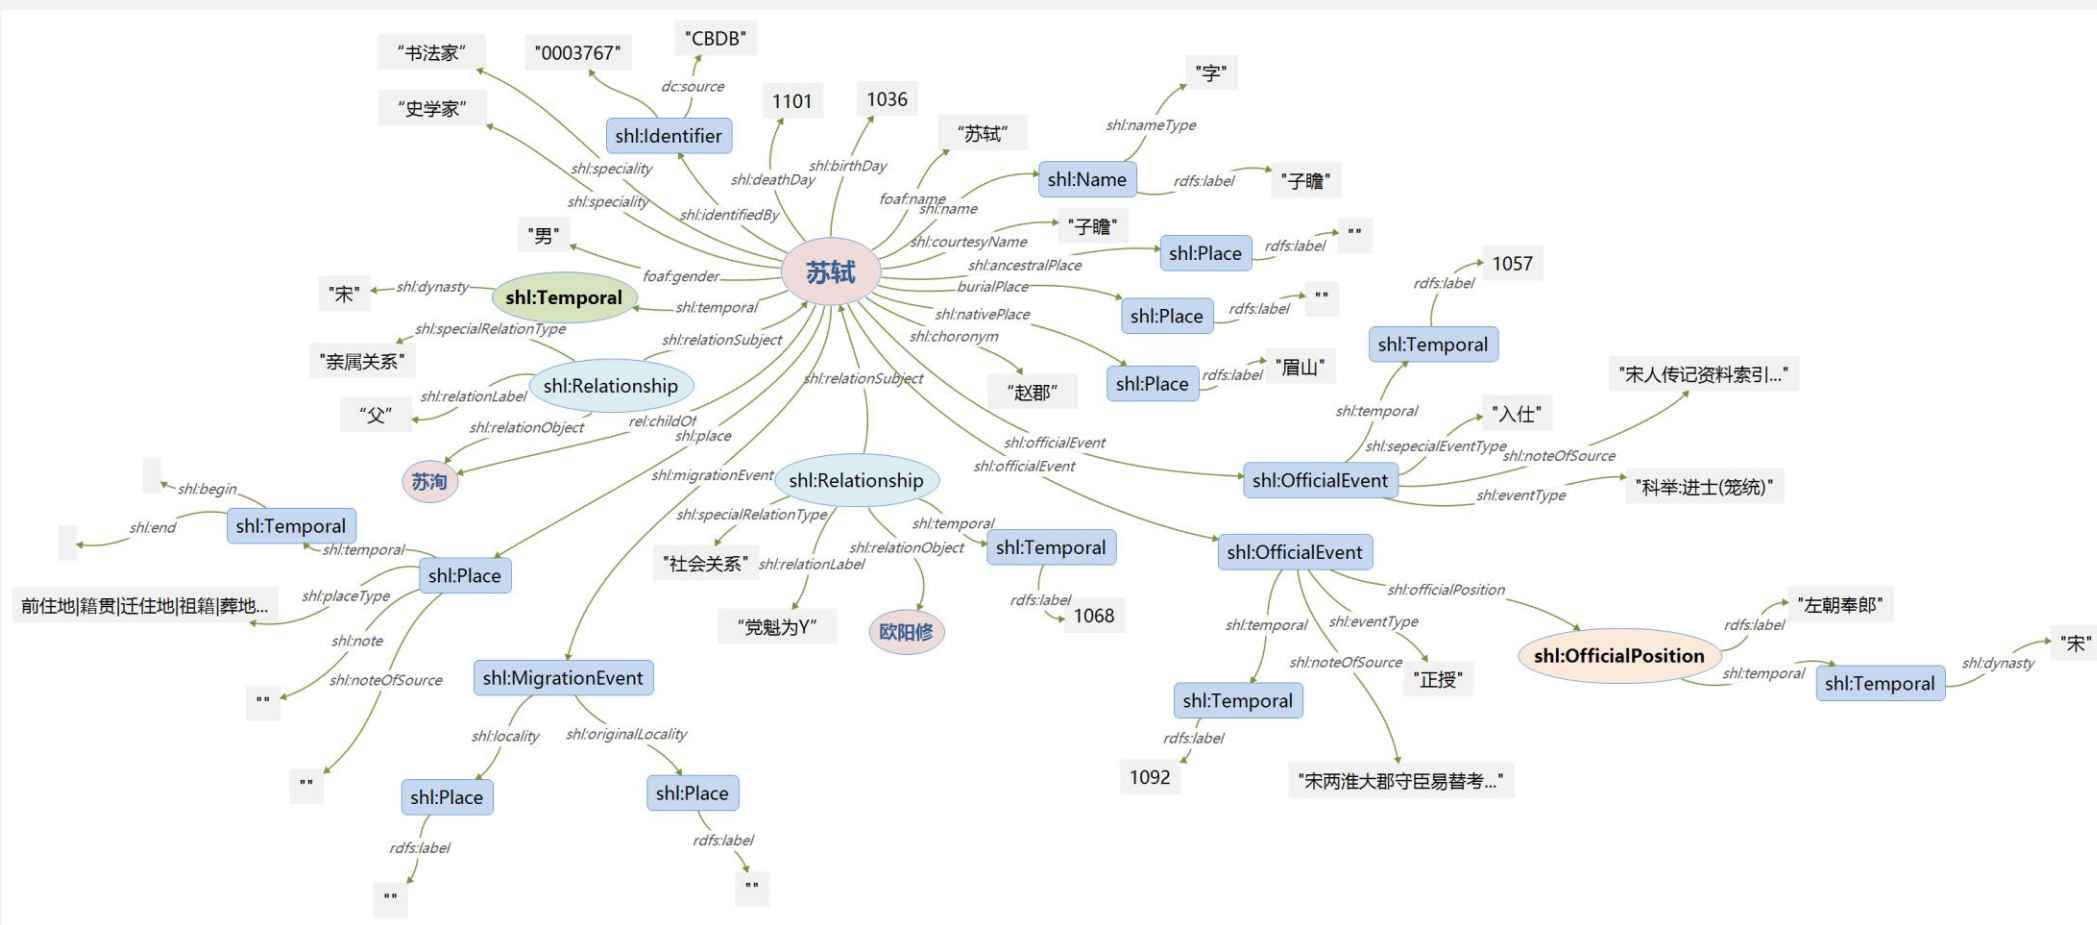 "CBDB"
“书法家”
"0003767"
dc:source
"字"
1101
1036
“史学家”
shl:Identifier
shl:nameType
“苏轼”
shl:speciality
shl:deathDay
shl:birthDay
shl:Name
rdfs:label
"子瞻"
shl:speciality
shl:identifiedBy
foaf:name
shl:name
"子瞻"
"男"
shl:courtesyName
shl:Place
rdfs:label
""
foaf:gender
苏轼
shl:ancestralPlace
1057
"宋"
shl:dynasty
shl:Temporal
shl:temporal
burialPlace
rdfs:label
""
rdfs:label
shl:Place
shl:specialRelationType
shl:relationSubject
shl:nativePlace
shl:choronym
shl:Temporal
"亲属关系"
shl:Relationship
shl:relationSubject
shl:Place
rdfs:label
"眉山"
"宋人传记资料索引..."
shl:relationLabel
“赵郡”
“父”
shl:relationObject
rel:childOf
shl:place
shl:temporal
"入仕"
shl:officialEvent
shl:sepecialEventType
shl:noteOfSource
shl:officialEvent
苏洵
shl:migrationEvent
shl:Relationship
shl:OfficialEvent
shl:eventType
"科举:进士(笼统)"
shl:begin
shl:end
shl:Temporal
shl:specialRelationType
shl:temporal
shl:temporal
shl:relationObject
shl:Temporal
shl:OfficialEvent
shl:Place
"社会关系"
shl:relationLabel
shl:placeType
前住地|籍贯|迁住地|祖籍|葬地...
rdfs:label
1068
shl:officialPosition
"左朝奉郎"
“党魁为Y”
欧阳修
shl:temporal
shl:eventType
rdfs:label
shl:note
"宋"
shl:noteOfSource
shl:OfficialPosition
shl:dynasty
shl:MigrationEvent
shl:noteOfSource
"正授"
shl:temporal
shl:Temporal
""
shl:Temporal
shl:locality
shl:originalLocality
rdfs:label
""
1092
"宋两淮大郡守臣易替考..."
shl:Place
shl:Place
rdfs:label
rdfs:label
""
""